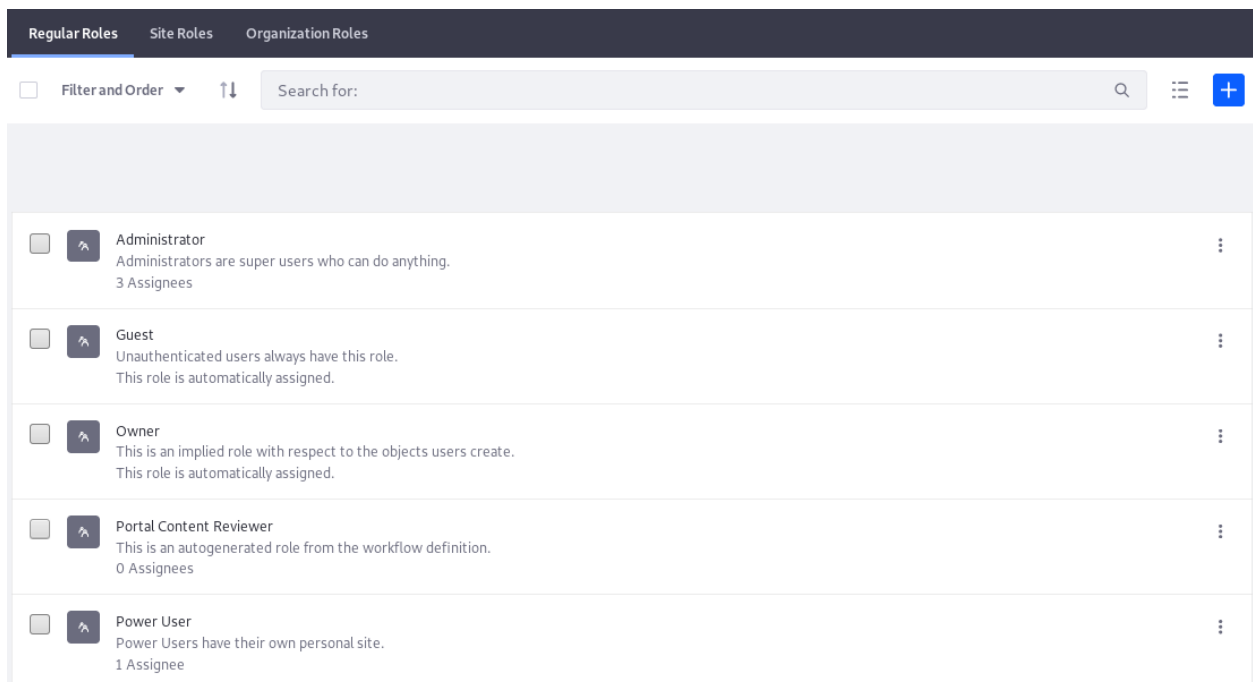 Regular Roles Site Roles Organization Roles
Filter and Order Search for:
Administrator
Administrators are super users who can do anything.
3 Assignees
Guest
Unauthenticated users always have this role.
This role is automatically assigned.
Owner
This is an implied role with respect to the objects users create.
This role is automatically assigned.
Portal Content Reviewer
This is an autogenerated role from the workflow definition.
0 Assignees
Power User
Power Users have their own personal site.
1 Assignee